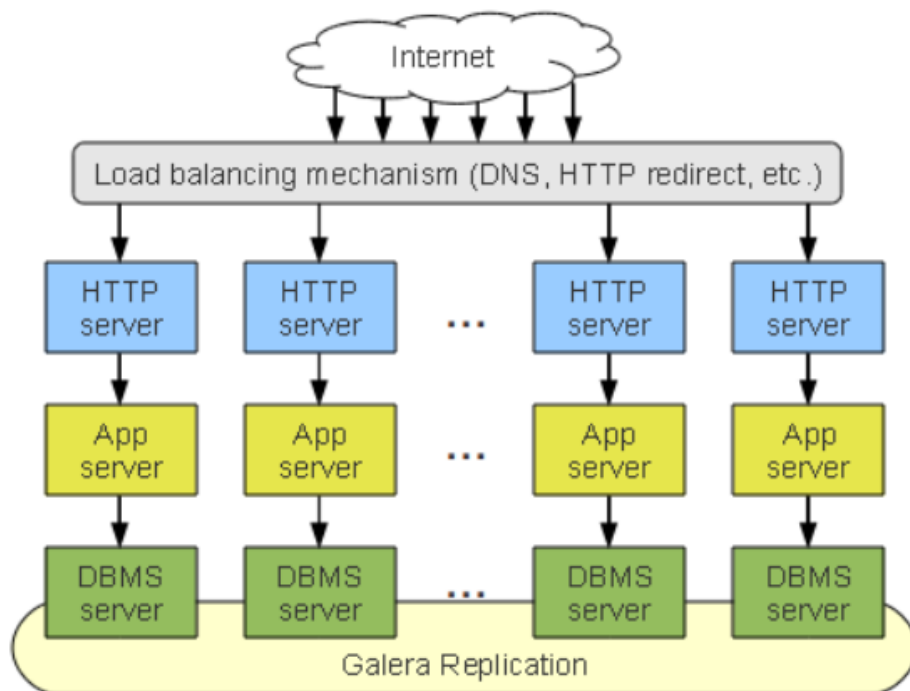 Internet
Load balancing mechanism (DNS, HTTP redirect, etc.)
HTTP server
HTTP server
...
HTTP server
HTTP server
App server
App server
...
App server
App server
DBMS server
DBMS server
...
DBMS server
DBMS server
Galera Replication